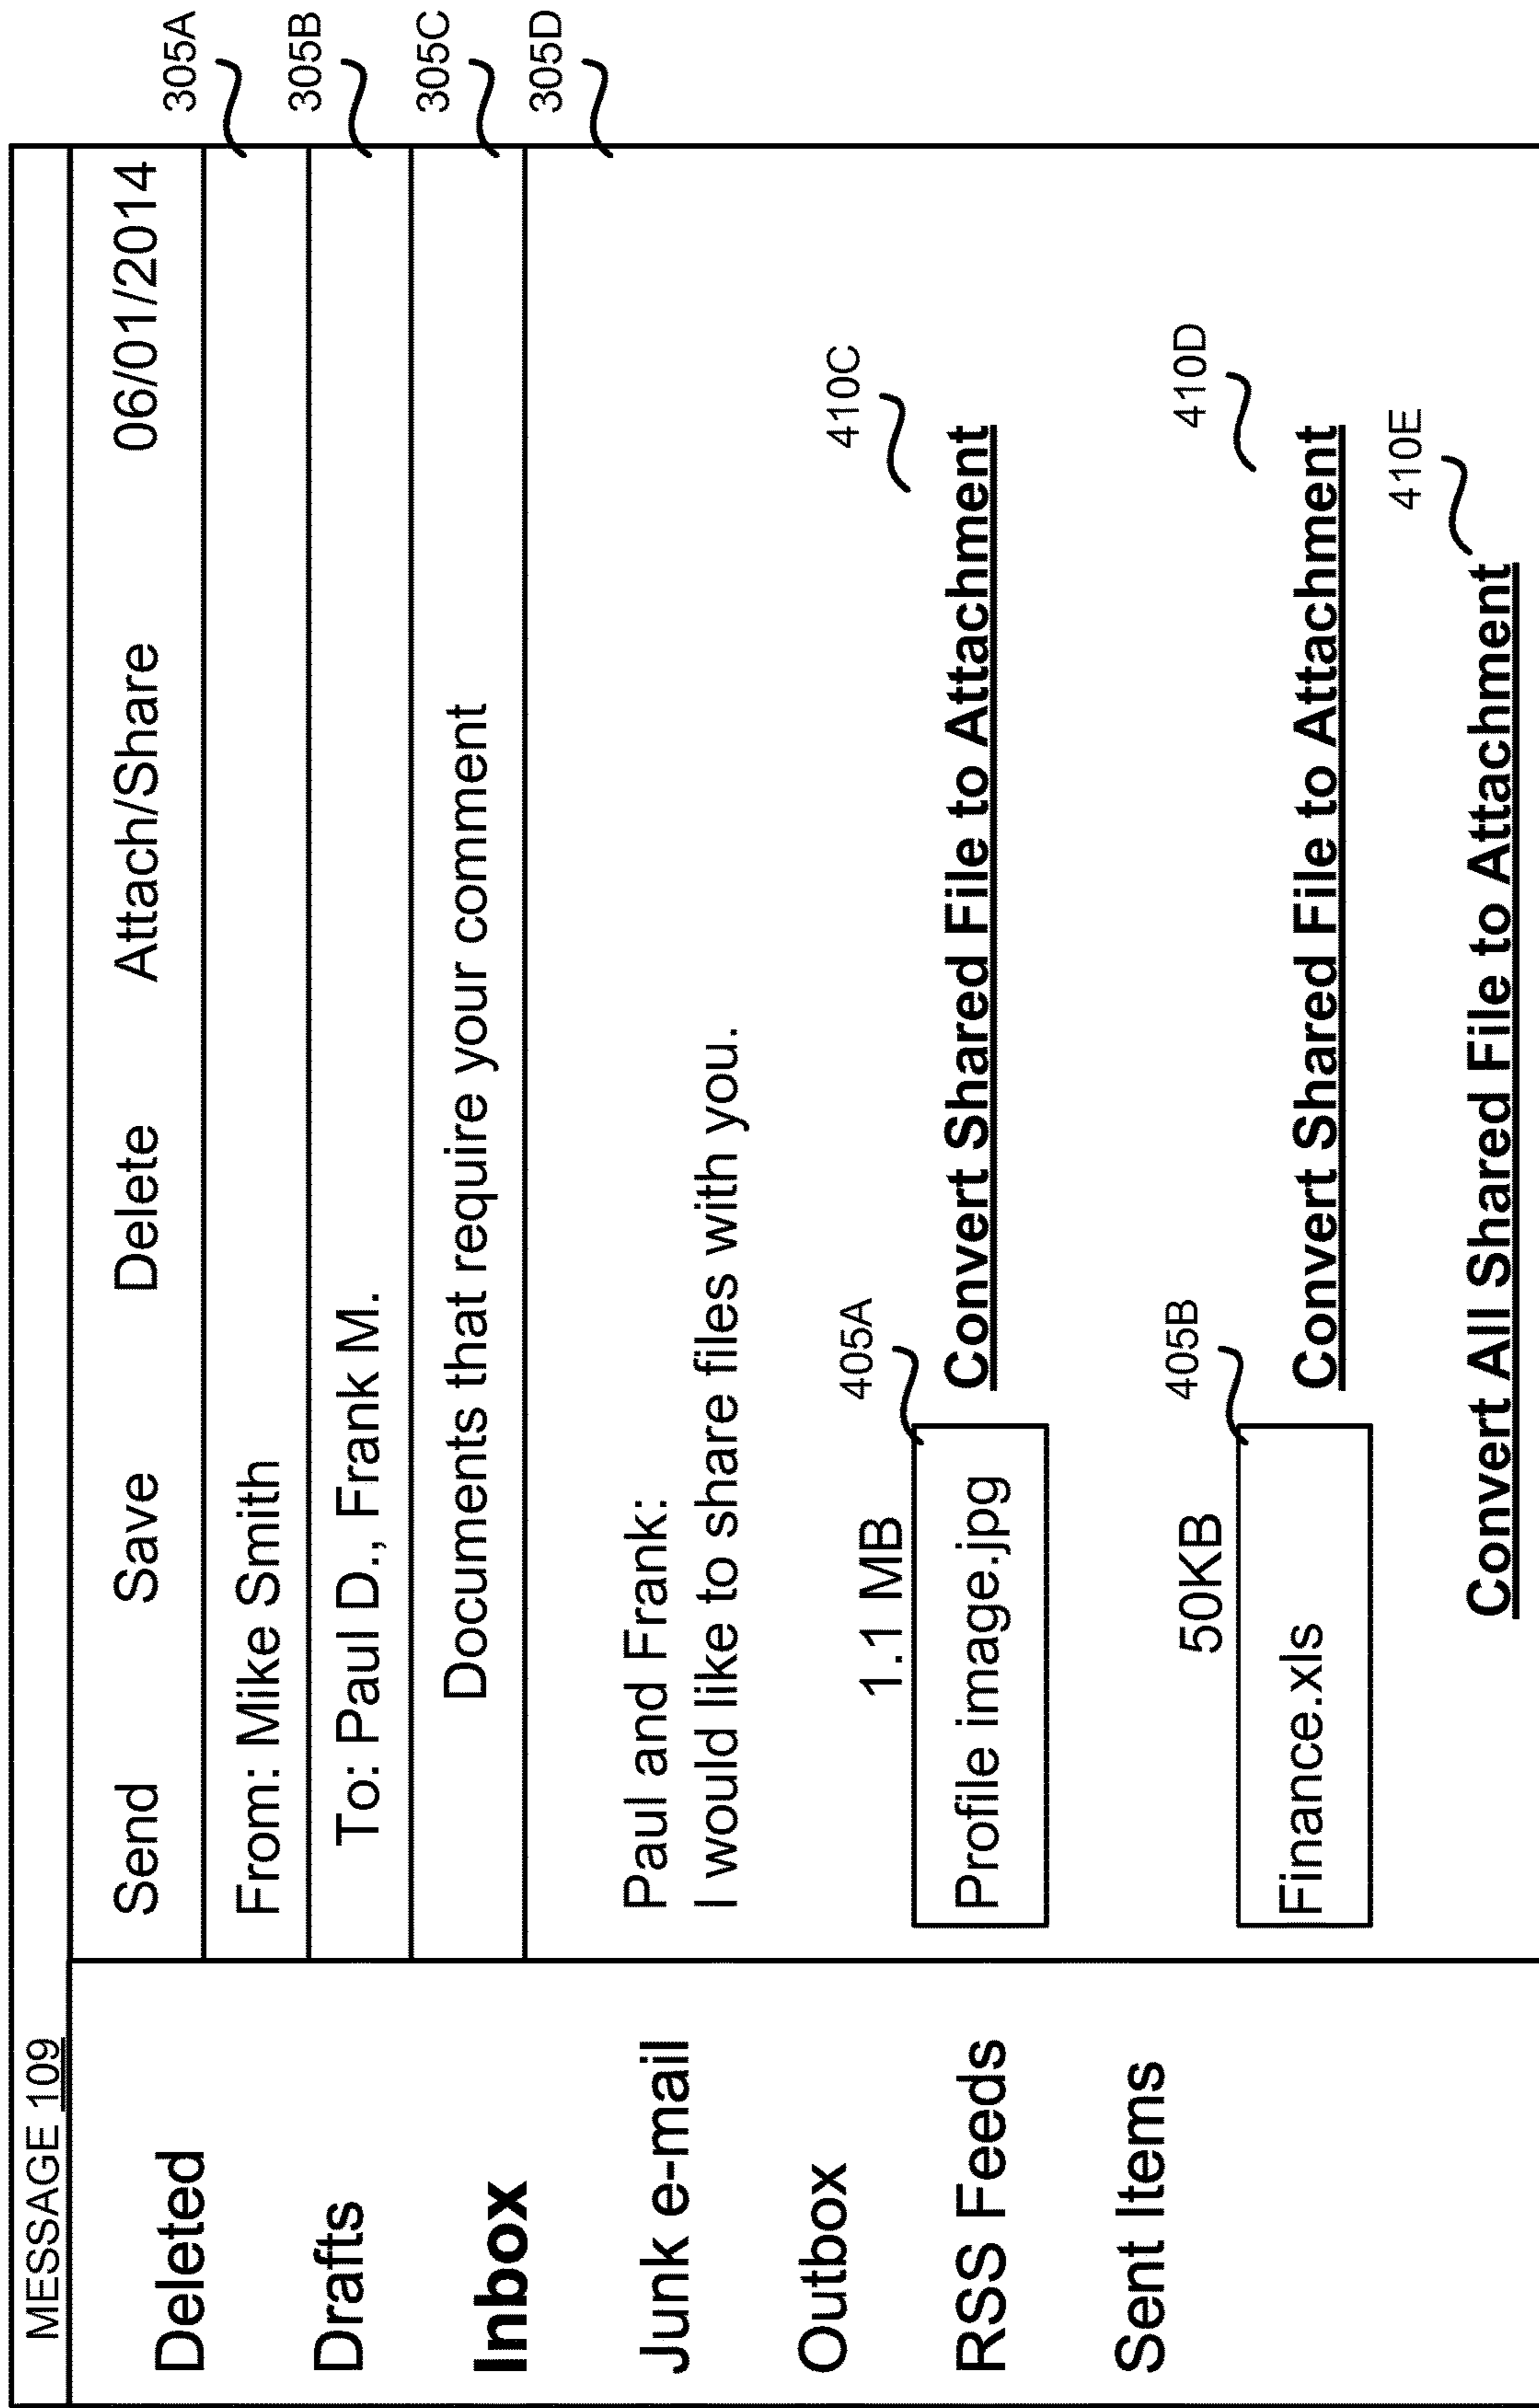 MESSAGE 109
Deleted
Drafts
Inbox
Junk e-mail
Outbox
RSS Feeds
Sent Items
Send Save Delete Attach/Share 06/01/2014
From: Mike Smith
305A
To: Paul D., Frank M.
305B
Documents that require your comment
305C
305D
Paul and Frank:
I would like to share files with you.
1.1 MB
405A
410C
Profile image.jpg
Convert Shared File to Attachment
50KB
405B
410D
Finance.xls
Convert Shared File to Attachment
410E
Convert All Shared File to Attachment